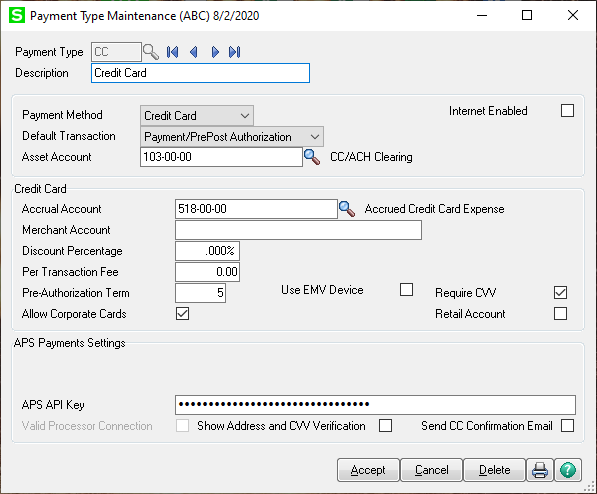 S Payment Type Maintenance (ABC) 8/2/2020
Payment Type CC
Description Credit Card
Payment Method Credit Card Internet Enabled
Default Transaction Payment/PrePost Authorization
Asset Account 103-00-00 CC/ACH Clearing
Credit Card
Accrual Account 518-00-00 Accrued Credit Card Expense
Merchant Account
Discount Percentage .000%
Per Transaction Fee 0.00
Pre-Authorization Term 5 Use EMV Device Require CVV
Allow Corporate Cards Retail Account
APS Payments Settings
APS API Key ••••••••••••••••••••••••••••••••
Valid Processor Connection Show Address and CVV Verification Send CC Confirmation Email
Accept Cancel Delete ?